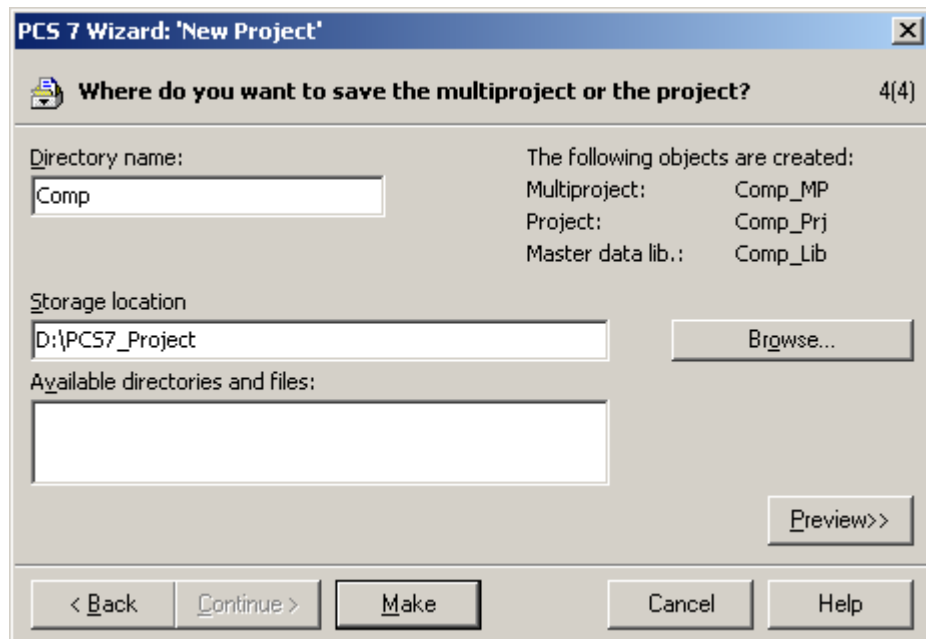 PCS 7 Wizard: 'New Project'
Where do you want to save the multiproject or the project? 4(4)
Directory name:
Comp
The following objects are created:
Multiproject: Comp_MP
Project: Comp_Prj
Master data lib.: Comp_Lib
Storage location
D:\PCS7_Project
Browse...
Available directories and files:
Preview>>
< Back Continue > Make Cancel Help